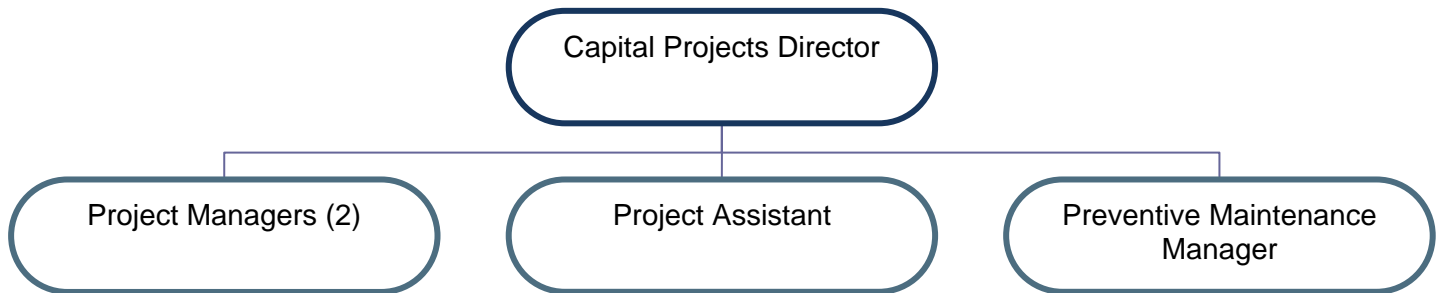 Capital Projects Director
Project Managers (2)
Project Assistant
Preventive Maintenance
Manager